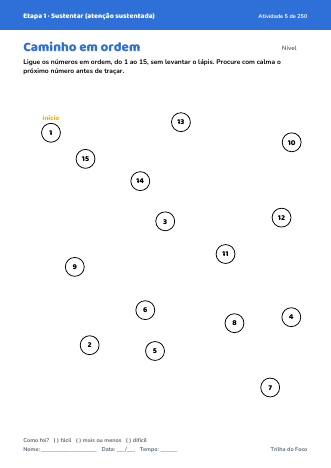 Etapa 1 · Sustentar (atenção sustentada)
Atividade 5 de 250
Caminho em ordem
Nível
Ligue os números em ordem, do 1 ao 15, sem levantar o lápis. Procure com calma o
próximo número antes de traçar.
início
1
13
10
15
14
3
12
11
9
6
8
4
2
5
7
Como foi? ( ) fácil ( ) mais ou menos ( ) difícil
Nome: ____________________ Data: ___/___ Tempo: ______
Trilha do Foco